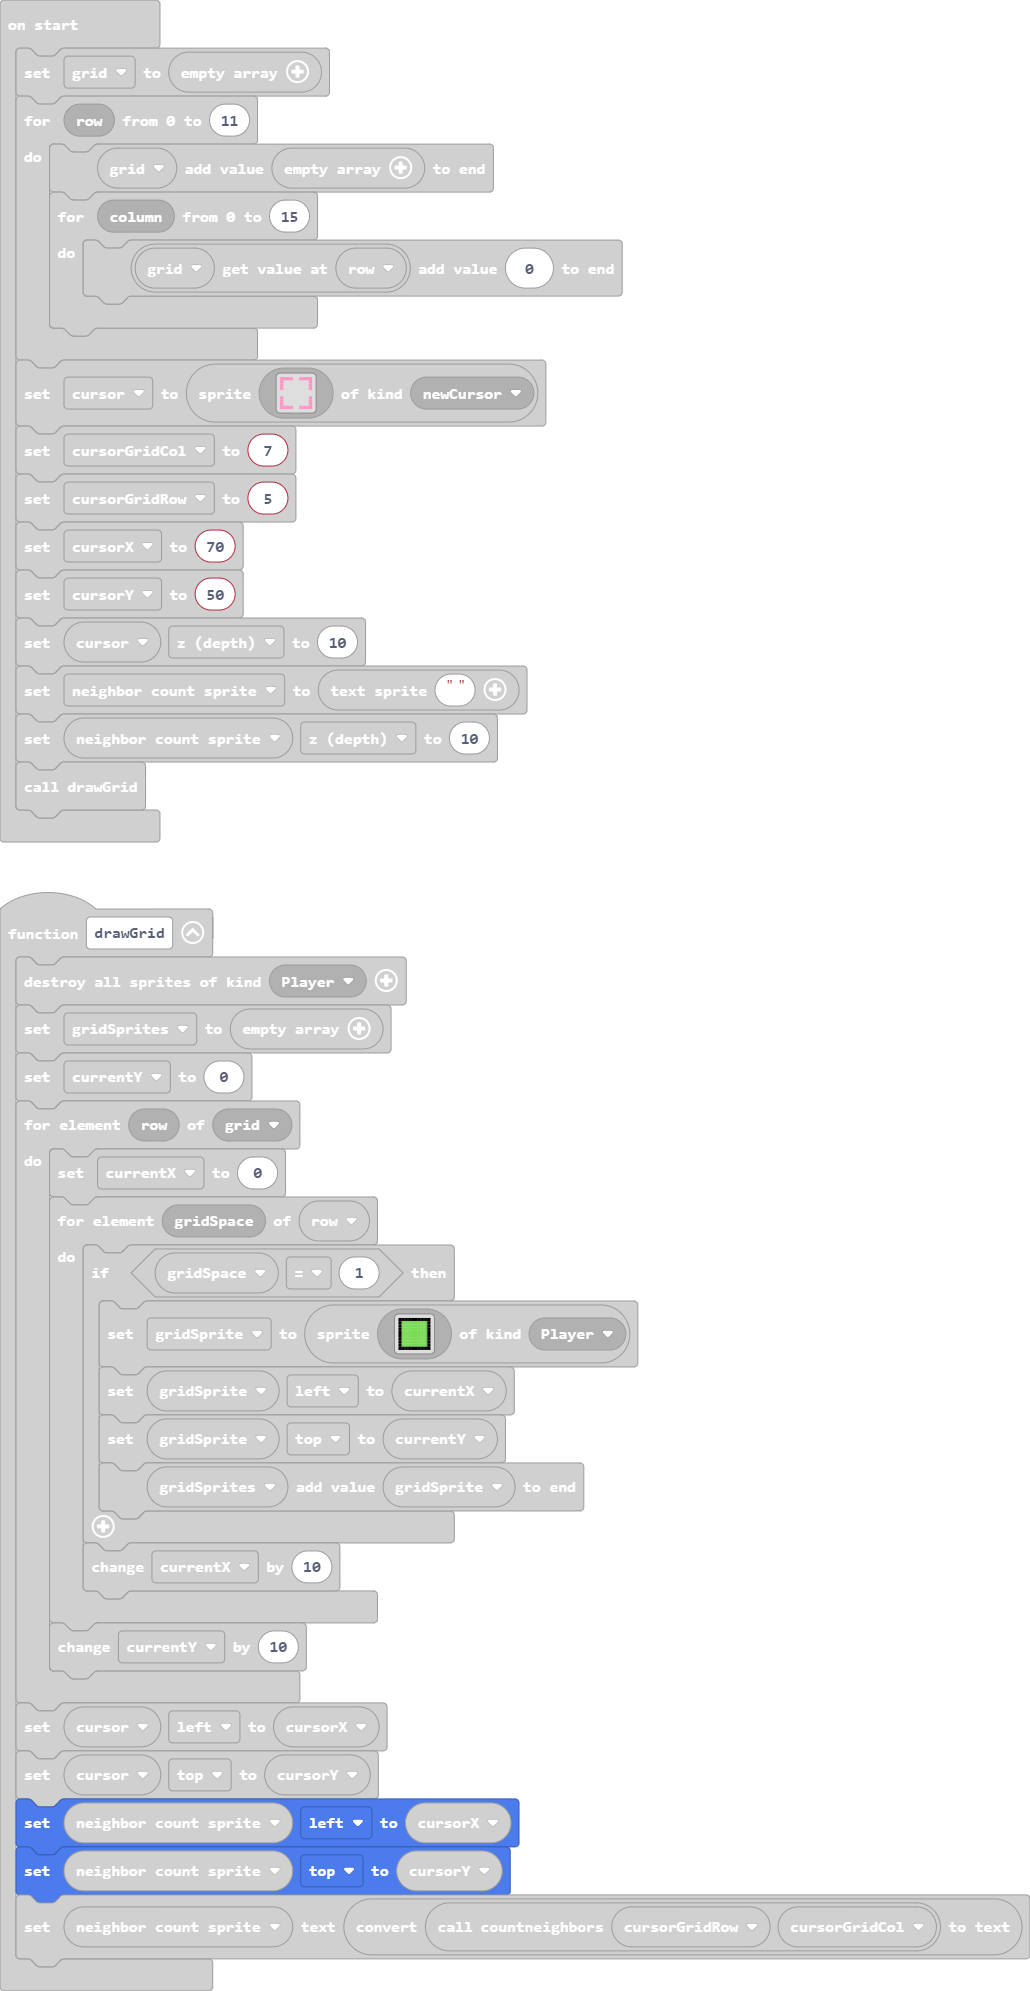 on start
set grid to empty array
for row from 0 to 11
do
grid add value empty array to end
for column from 0 to 15
do
grid get value at row add value 0 to end
set cursor to sprite of kind newCursor
set cursorGridCol to 7
set cursorGridRow to 5
set cursorX to 70
set cursorY to 50
set cursor z (depth) to 10
set neighbor count sprite to text sprite " "
set neighbor count sprite z (depth) to 10
call drawGrid
function drawGrid
destroy all sprites of kind Player
set gridSprites to empty array
set currentY to 0
for element row of grid
do
set currentX to 0
for element gridSpace of row
do
if gridSpace = 1 then
set gridSprite to sprite of kind Player
set gridSprite left to currentX
set gridSprite top to currentY
gridSprites add value gridSprite to end
change currentX by 10
change currentY by 10
set cursor left to cursorX
set cursor top to cursorY
set neighbor count sprite left to cursorX
set neighbor count sprite top to cursorY
set neighbor count sprite text convert call countneighbors cursorGridRow cursorGridCol to text